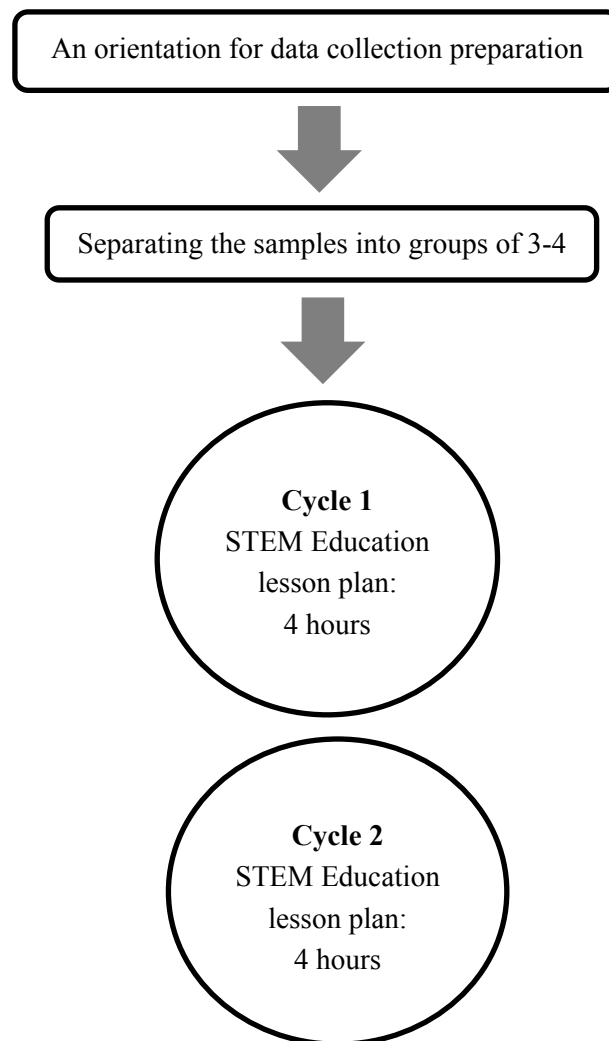 An orientation for data collection preparation
Separating the samples into groups of 3-4
Cycle 1
STEM Education
lesson plan:
4 hours
Cycle 2
STEM Education
lesson plan:
4 hours